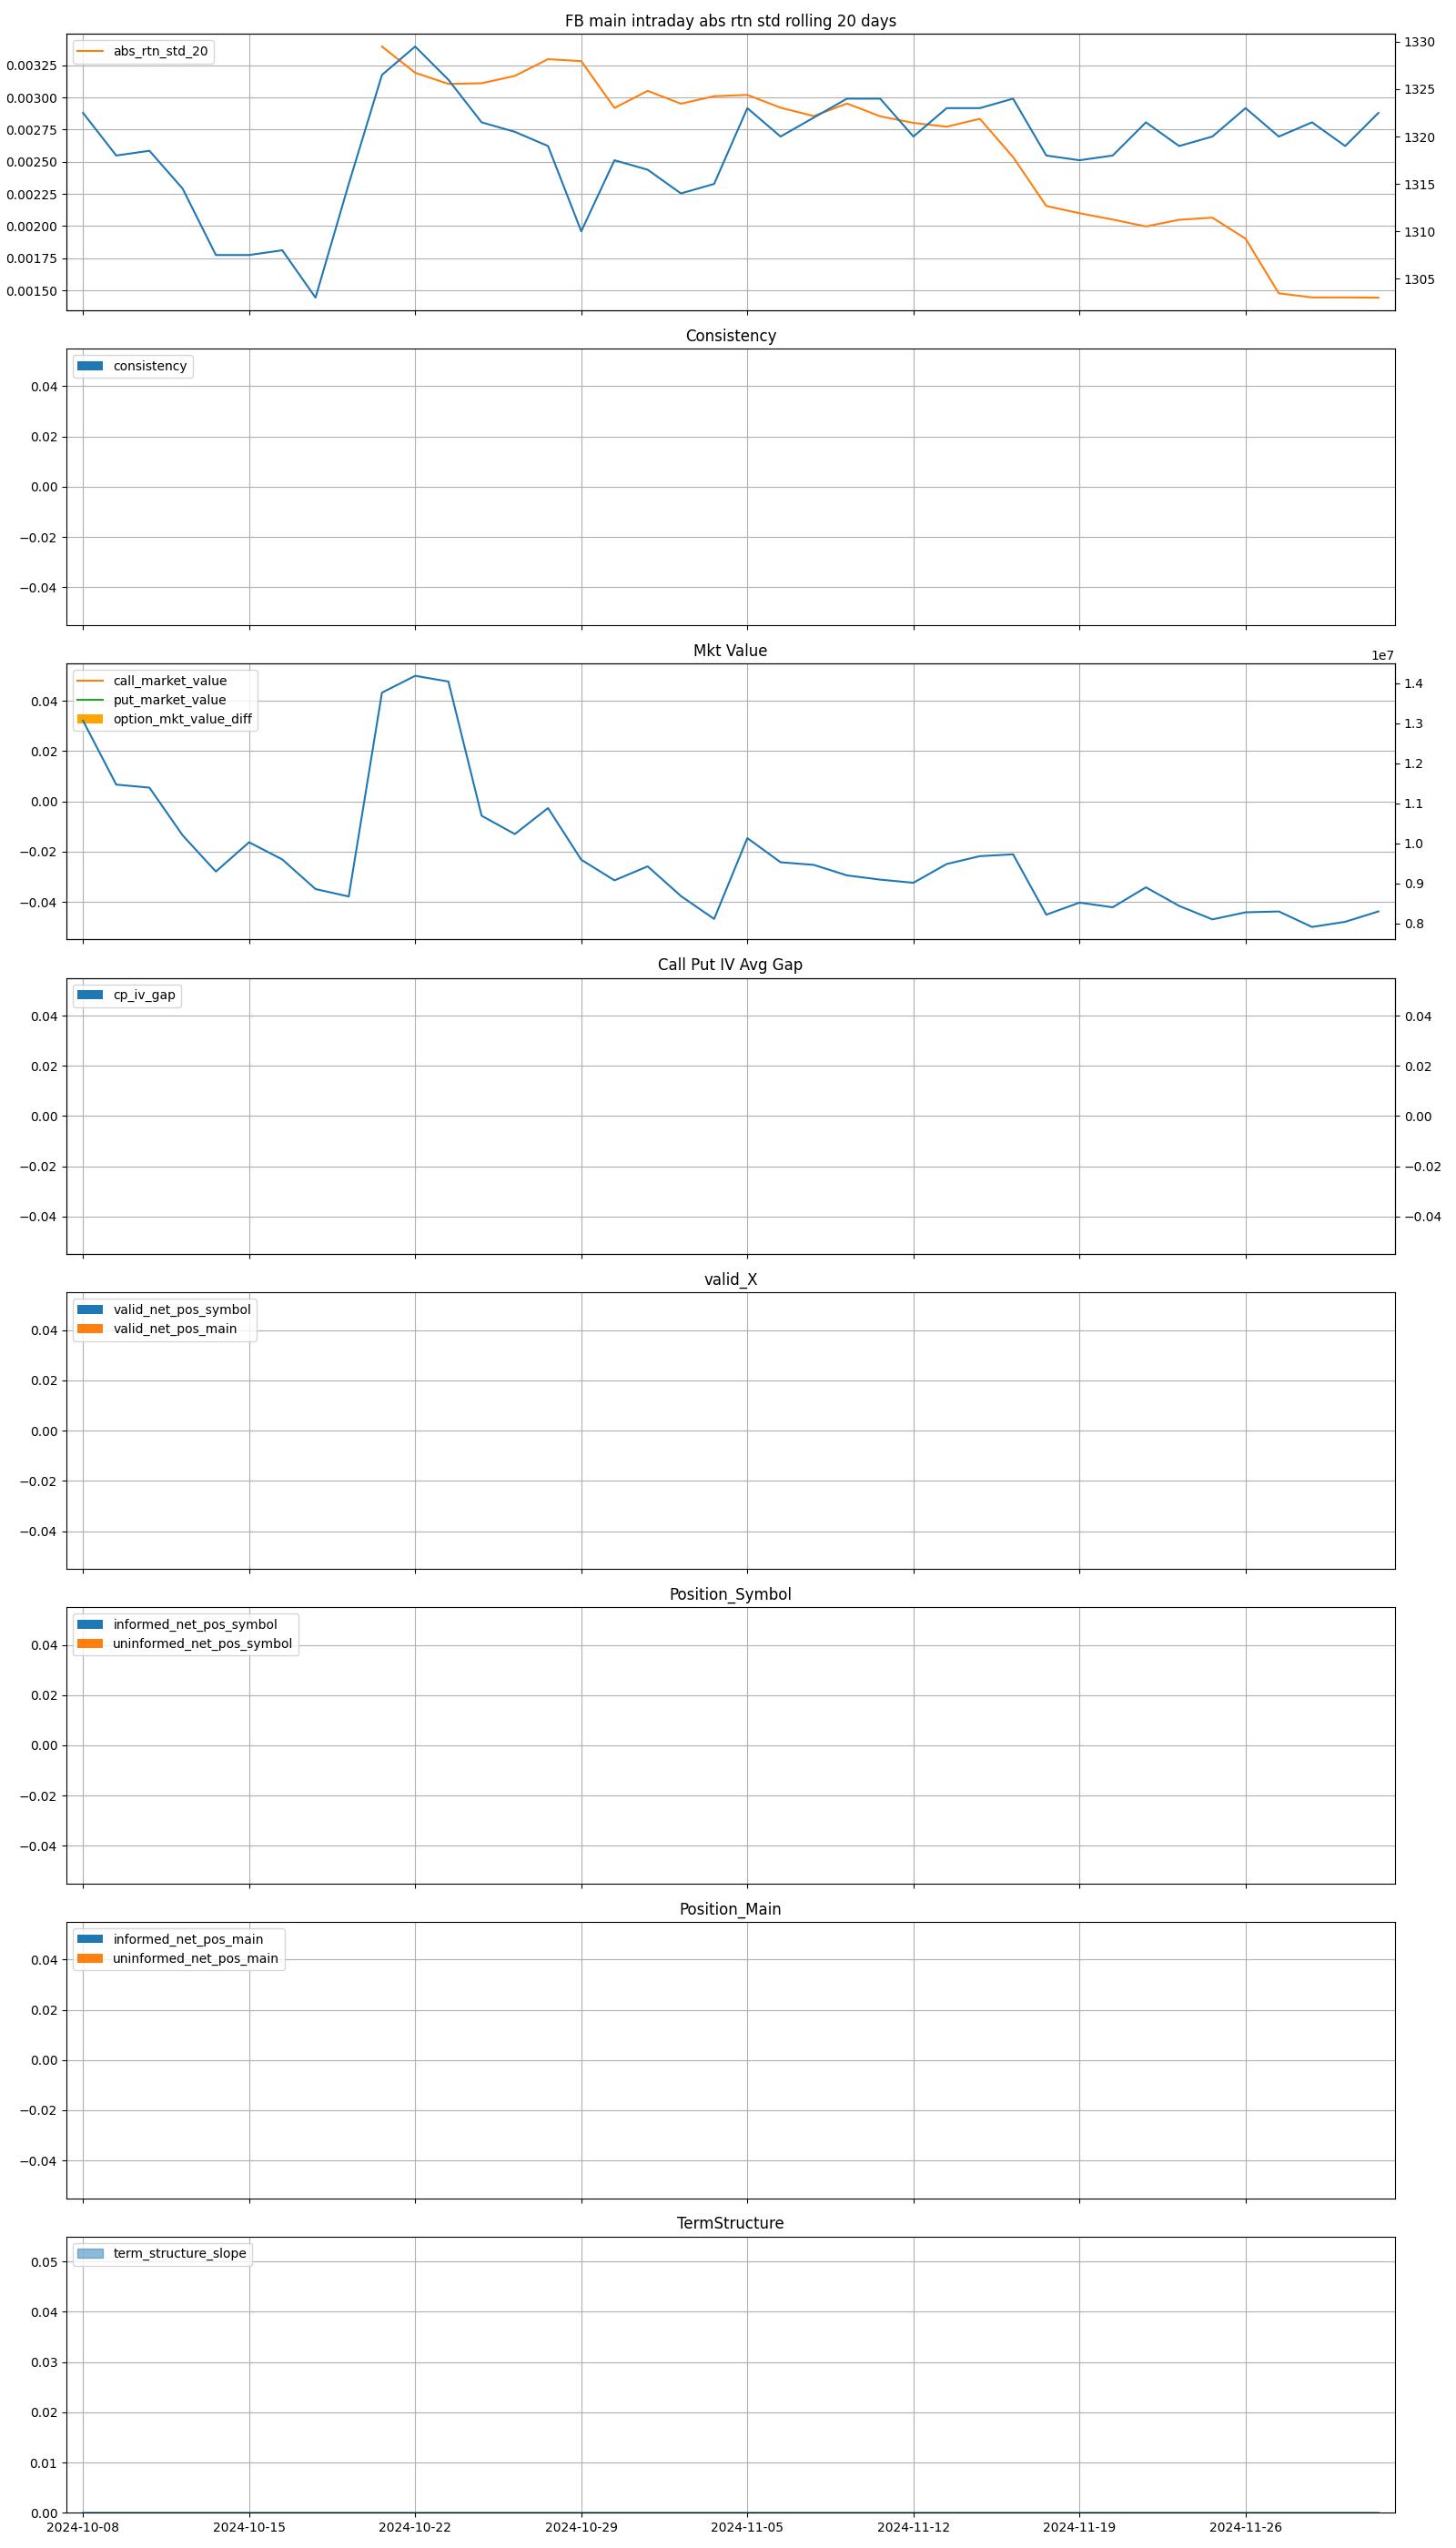 FB main intraday abs rtn std rolling 20 days
abs_rtn_std_20
0.00325
0.00300
0.00275
0.00250
0.00225
0.00200
0.00175
0.00150
1330
1325
1320
1315
1310
1305
Consistency
consistency
0.04
0.02
0.00
−0.02
−0.04
Mkt Value
1e7
call_market_value
put_market_value
option_mkt_value_diff
0.04
0.02
0.00
−0.02
−0.04
1.4
1.3
1.2
1.1
1.0
0.9
0.8
Call Put IV Avg Gap
cp_iv_gap
0.04
0.02
0.00
−0.02
−0.04
0.04
0.02
0.00
−0.02
−0.04
valid_X
valid_net_pos_symbol
valid_net_pos_main
0.04
0.02
0.00
−0.02
−0.04
Position_Symbol
informed_net_pos_symbol
uninformed_net_pos_symbol
0.04
0.02
0.00
−0.02
−0.04
Position_Main
informed_net_pos_main
uninformed_net_pos_main
0.04
0.02
0.00
−0.02
−0.04
TermStructure
term_structure_slope
0.05
0.04
0.03
0.02
0.01
0.00
2024-10-08 2024-10-15 2024-10-22 2024-10-29 2024-11-05 2024-11-12 2024-11-19 2024-11-26